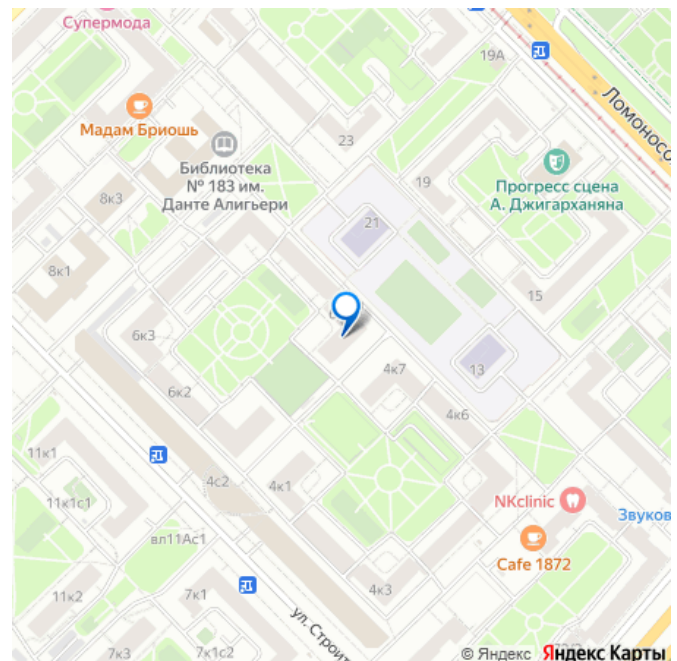 Супермода
19А
Ломоносо
Мадам Бриошь
23
Библиотека
№ 183 им.
Данте Алигьери
19
Прогресс сцена
А. Джигарханяна
8к3
21
8к1
15
6к3
4к7
13
6к2
4к6
11к1
4с2
4к1
NKclinic
11к1с1
Звуков
вл11Ас1
Cafe 1872
11к2
7к1
4к3
ул. Строит
7к3
7к1с2
© Яндекс Яндекс Карты